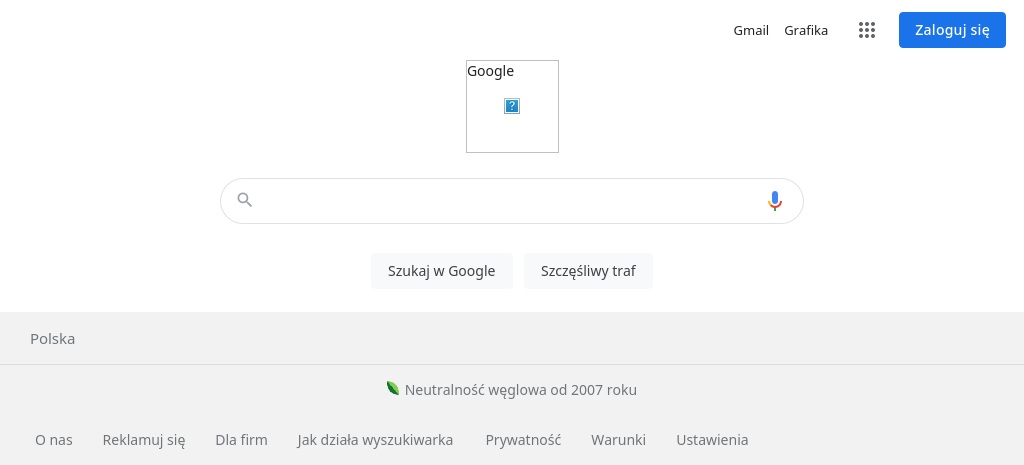 Gmail Grafika Zaloguj się
Google
Szukaj w Google Szczęśliwy traf
Polska
Neutralność węglowa od 2007 roku
O nas Reklamuj się Dla firm Jak działa wyszukiwarka Prywatność Warunki Ustawienia